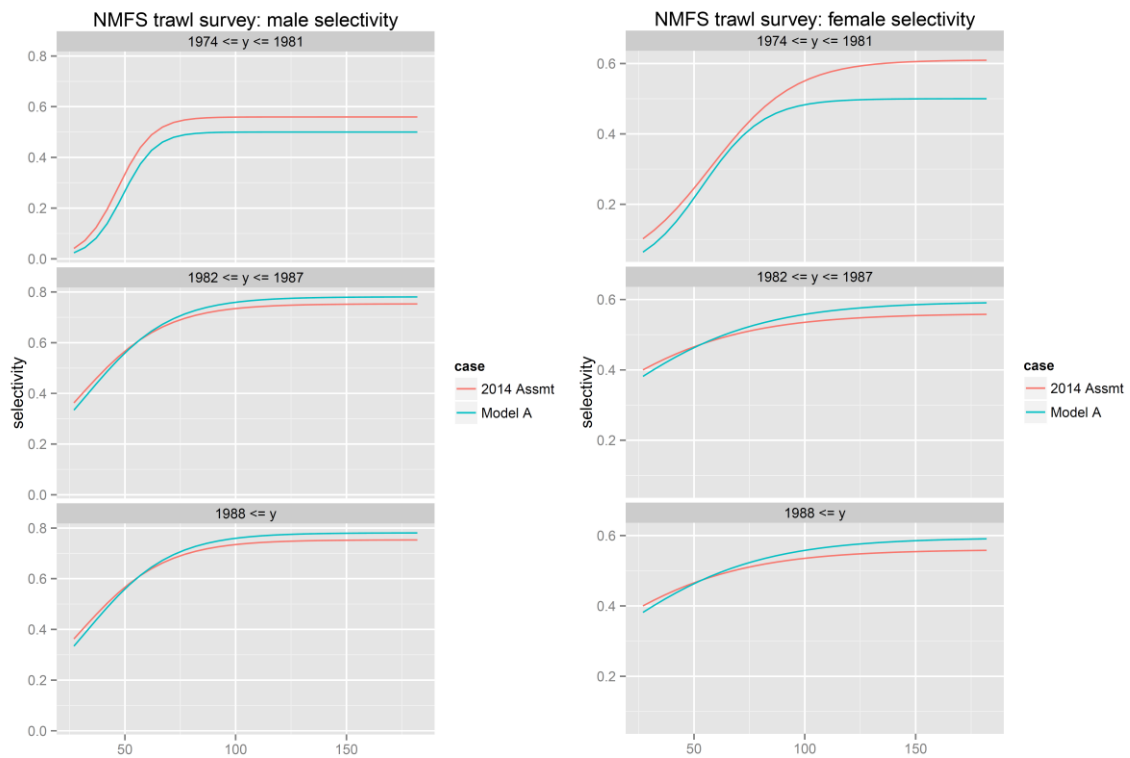 NMFS trawl survey: male selectivity
1974 <= y <= 1981
0.8
0.6
0.4
0.2
0.0
1982 <= y <= 1987
0.8
0.6
0.4
0.2
0.0
1988 <= y
0.8
0.6
0.4
0.2
0.0
50
100
150
selectivity
case
2014 Assmt
Model A
NMFS trawl survey: female selectivity
1974 <= y <= 1981
0.6
0.4
0.2
1982 <= y <= 1987
0.6
0.4
0.2
1988 <= y
0.6
0.4
0.2
50
100
150
selectivity
case
2014 Assmt
Model A